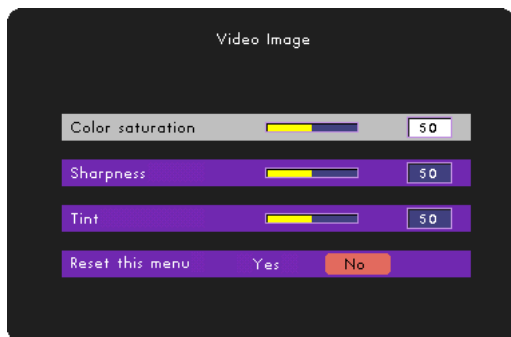 Video Image
Color saturation 50
Sharpness 50
Tint 50
Reset this menu Yes No